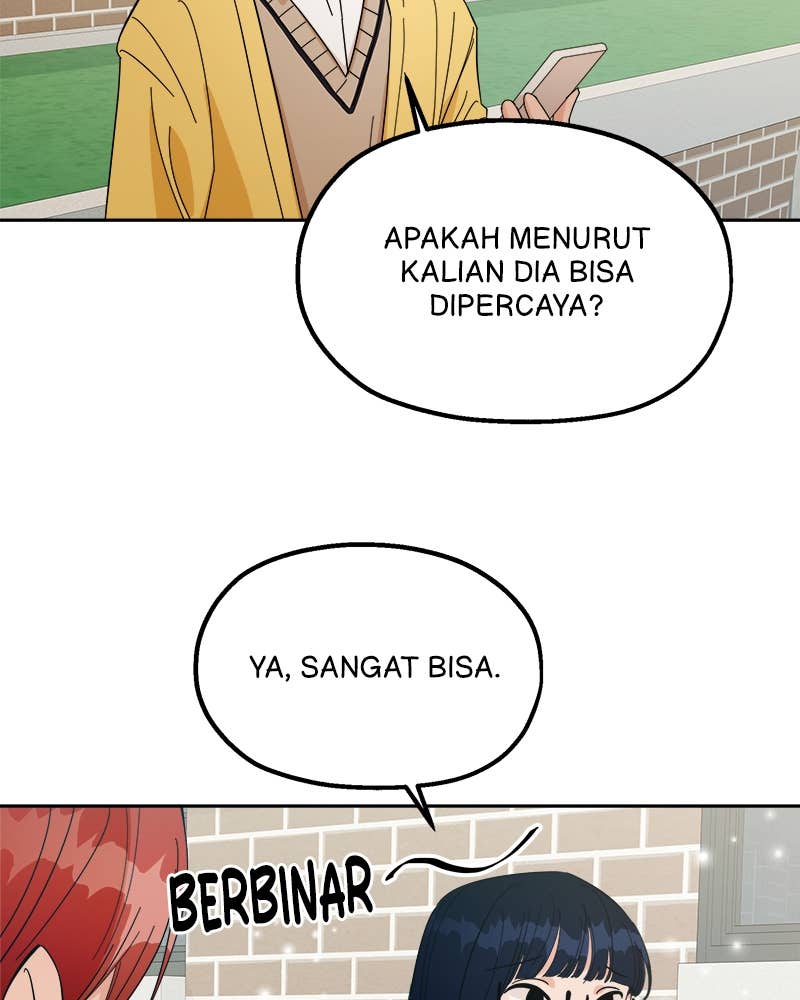 APAKAH MENURUT
KALIAN DIA BISA
DIPERCAYA?
YA, SANGAT BISA.
BERBINAR